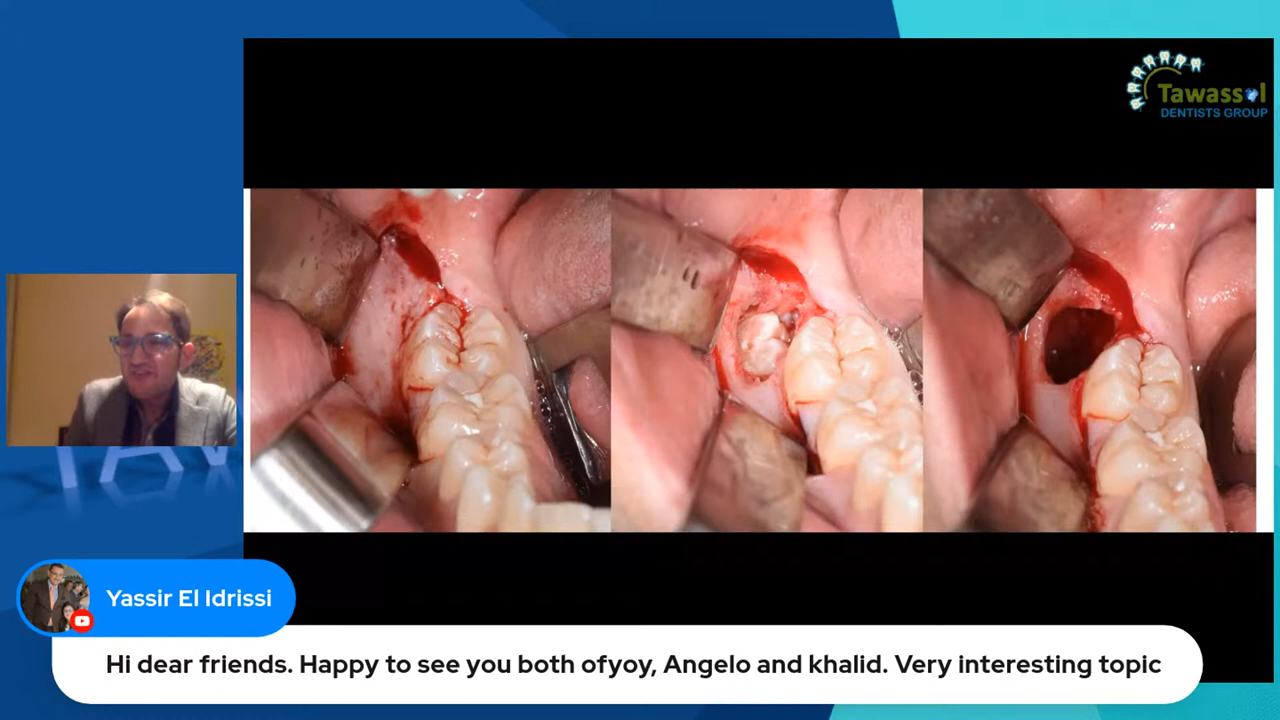 Tawassol
DENTISTS GROUP
Yassir El Idrissi
Hi dear friends. Happy to see you both ofyoy, Angelo and khalid. Very interesting topic